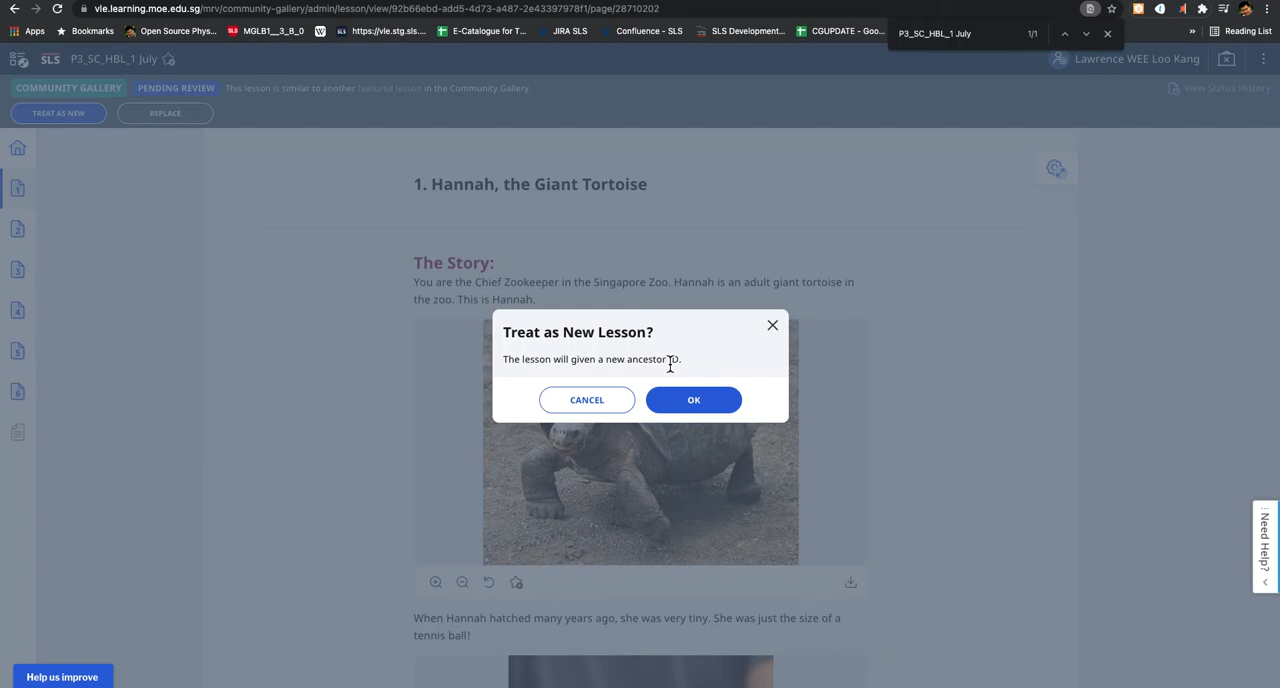 vle.learning.moe.edu.sg/mrv/community-gallery/admin/lesson/view/92b66ebd-add5-4d73-a487-2e43397978f1/page/28710202
Apps Bookmarks Open Source Phys... MGLB1__3_B_0 https://vle.stg.sls.... E-Catalogue for T... JIRA SLS Confluence - SLS SLS Development... CGUPDATE - Goo... » Reading List
P3_SC_HBL_1 July 1/1
SLS P3_SC_HBL_1 July Lawrence WEE Loo Kang
COMMUNITY GALLERY PENDING REVIEW This lesson is similar to another featured lesson in the Community Gallery. View Status History
TREAT AS NEW REPLACE
1. Hannah, the Giant Tortoise
The Story:
You are the Chief Zookeeper in the Singapore Zoo. Hannah is an adult giant tortoise in
the zoo. This is Hannah.
Treat as New Lesson?
The lesson will given a new ancestor ID.
CANCEL OK
When Hannah hatched many years ago, she was very tiny. She was just the size of a
tennis ball!
Need Help?
Help us improve
1
2
3
4
5
6